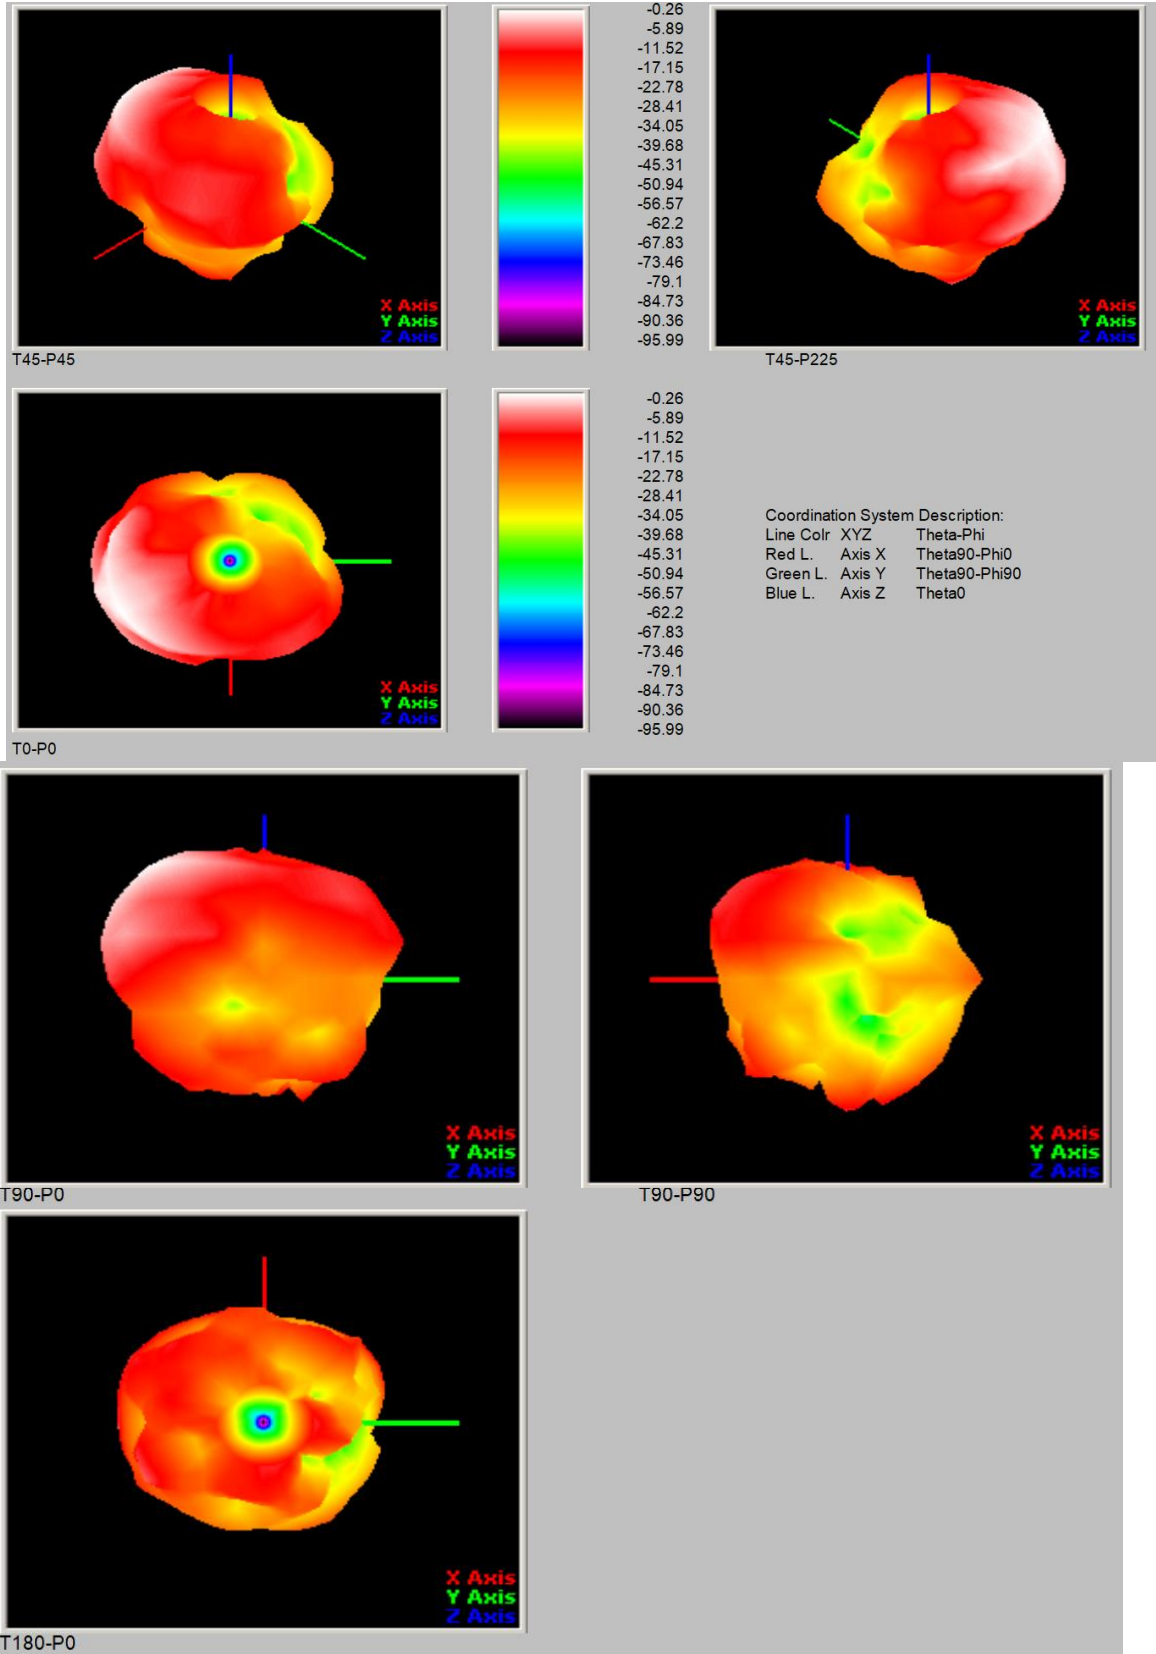 -0.26
-5.89
-11.52
-17.15
-22.78
-28.41
-34.05
-39.68
-45.31
-50.94
-56.57
-62.2
-67.83
-73.46
-79.1
-84.73
-90.36
-95.99
X Axis
Y Axis
Z Axis
X Axis
Y Axis
Z Axis
T45-P45
T45-P225
-0.26
-5.89
-11.52
-17.15
-22.78
-28.41
-34.05
-39.68
-45.31
-50.94
-56.57
-62.2
-67.83
-73.46
-79.1
-84.73
-90.36
-95.99
Coordination System Description:
Line Colr XYZ Theta-Phi
Red L. Axis X Theta90-Phi0
Green L. Axis Y Theta90-Phi90
Blue L. Axis Z Theta0
X Axis
Y Axis
Z Axis
T0-P0
X Axis
Y Axis
Z Axis
X Axis
Y Axis
Z Axis
T90-P0
T90-P90
X Axis
Y Axis
Z Axis
T180-P0